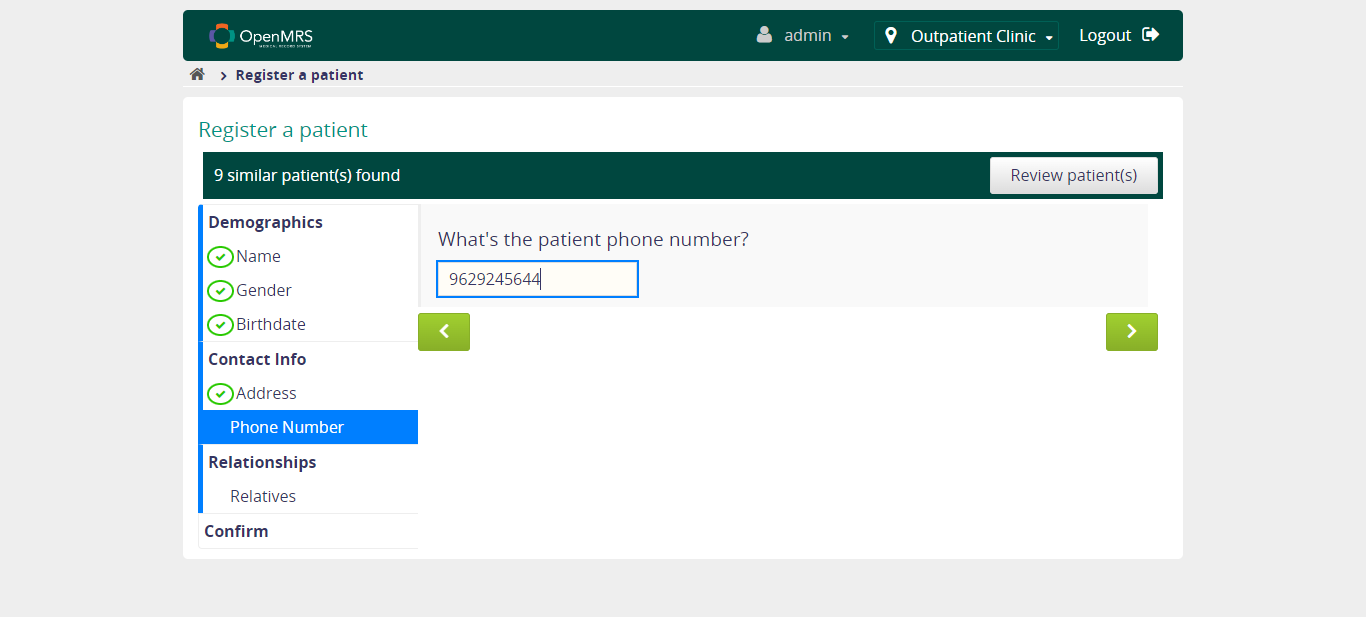 OpenMRS
MEDICAL RECORD SYSTEM
admin
Outpatient Clinic
Logout
Register a patient
Register a patient
9 similar patient(s) found
Review patient(s)
Demographics
Name
Gender
Birthdate
Contact Info
Address
Phone Number
Relationships
Relatives
Confirm
What's the patient phone number?
9629245644